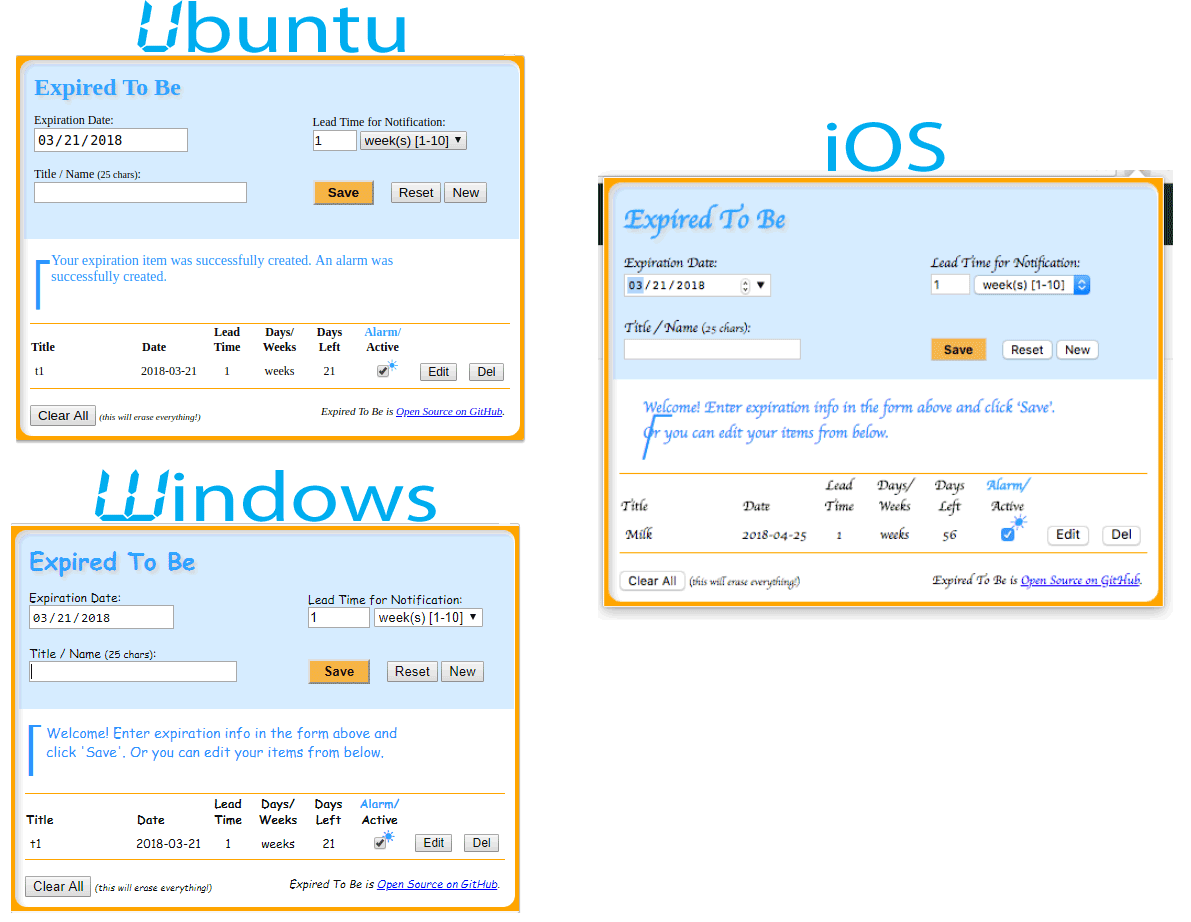 Ubuntu
Expired To Be
Expiration Date:
Lead Time for Notification:
03/21/2018
1 week(s) [1-10]
Title / Name (25 chars):
Save Reset New
Your expiration item was successfully created. An alarm was
successfully created.
Lead Days/ Days Alarm/
Title Date Time Weeks Left Active
t1 2018-03-21 1 weeks 21 Edit Del
Clear All (this will erase everything!) Expired To Be is Open Source on GitHub.
Windows
Expired To Be
Expiration Date:
Lead Time for Notification:
03/21/2018
1 week(s) [1-10]
Title / Name (25 chars):
Save Reset New
Welcome! Enter expiration info in the form above and
click 'Save'. Or you can edit your items from below.
Lead Days/ Days Alarm/
Title Date Time Weeks Left Active
t1 2018-03-21 1 weeks 21 Edit Del
Clear All (this will erase everything!) Expired To Be is Open Source on GitHub.
iOS
Expired To Be
Expiration Date: Lead Time for Notification:
03/21/2018 1 week(s) [1-10]
Title / Name (25 chars):
Save Reset New
Welcome! Enter expiration info in the form above and click 'Save'.
Or you can edit your items from below.
Lead Days/ Days Alarm/
Title Date Time Weeks Left Active
Milk 2018-04-25 1 weeks 56 Edit Del
Clear All (this will erase everything!) Expired To Be is Open Source on GitHub.